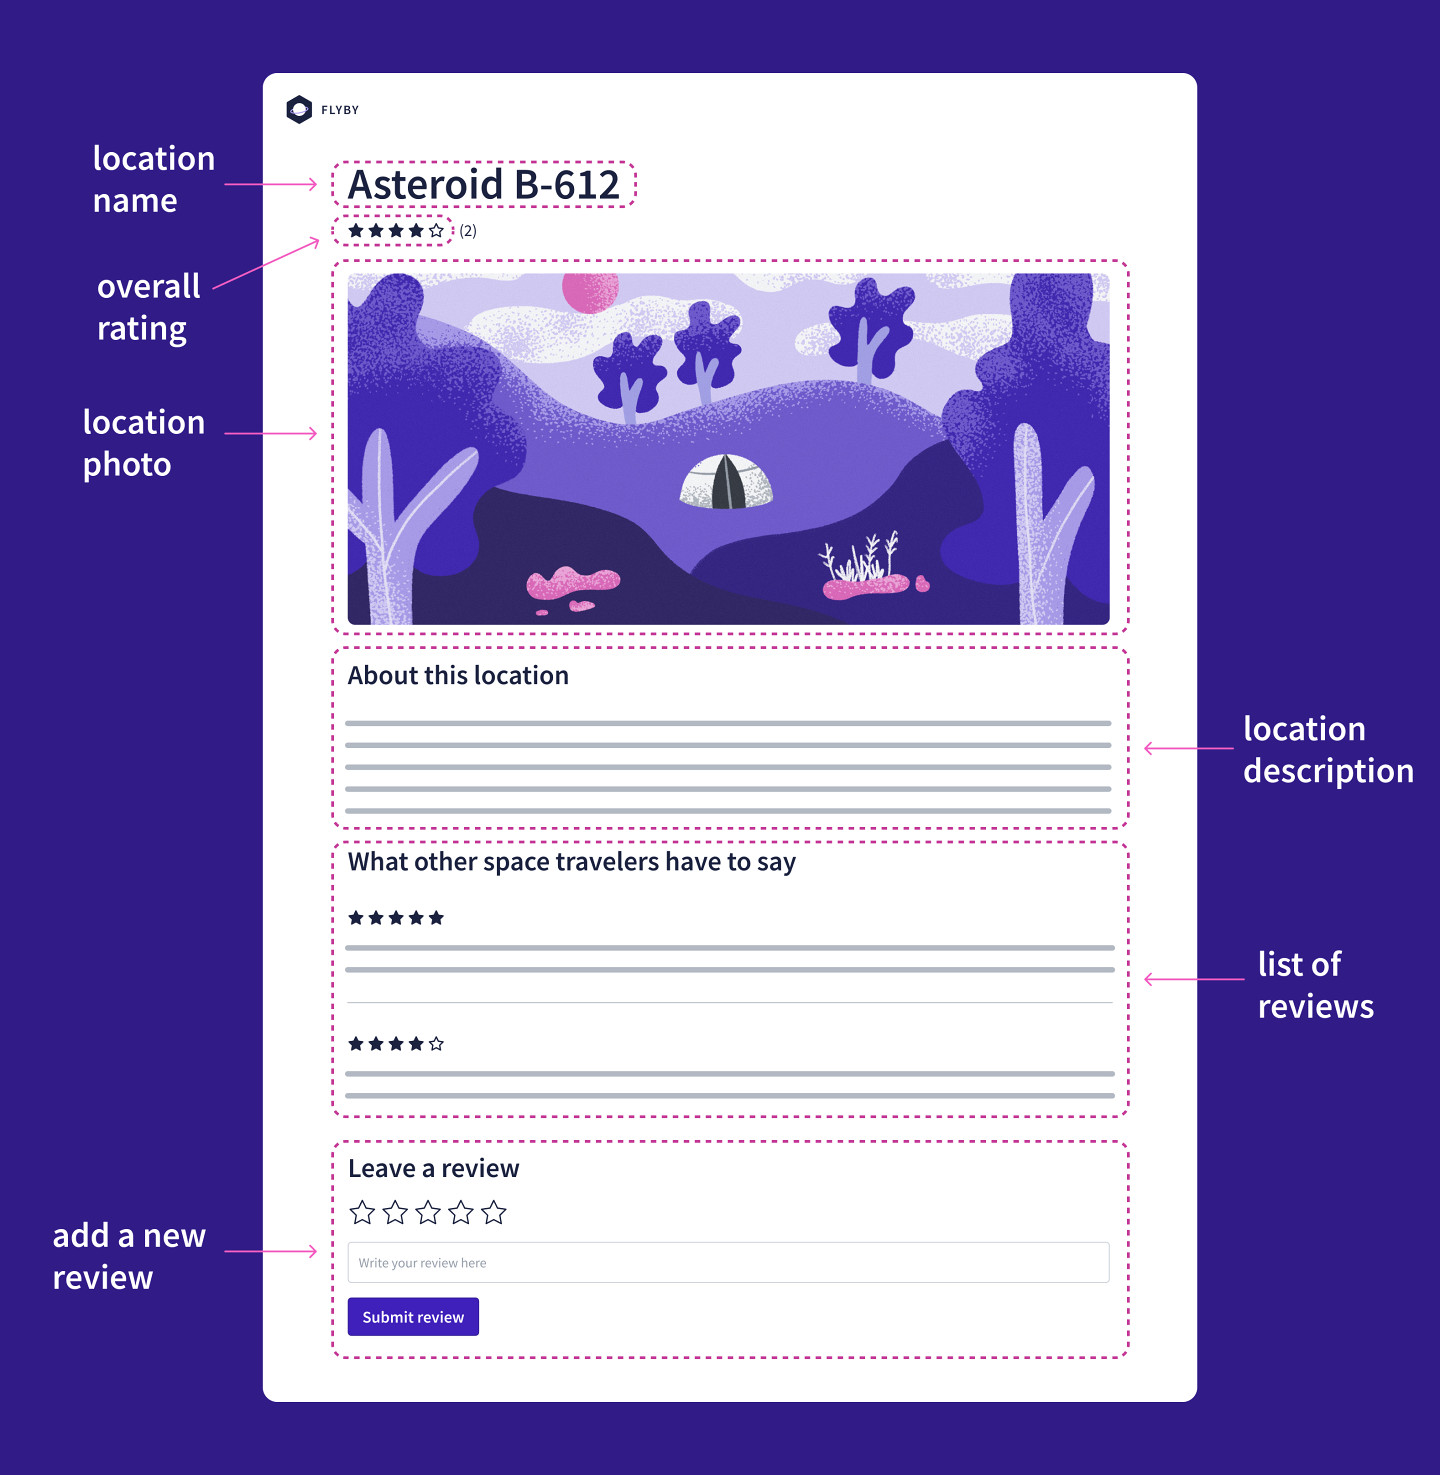 FLYBY
location
name
Asteroid B-612
(2)
overall
rating
location
photo
About this location
location
description
What other space travelers have to say
list of
reviews
Leave a review
add a new
review
Write your review here
Submit review